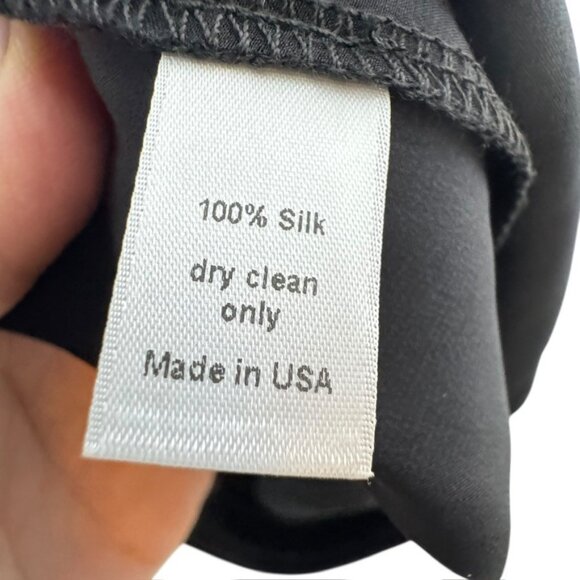 100% Silk
dry clean
only
Made in USA